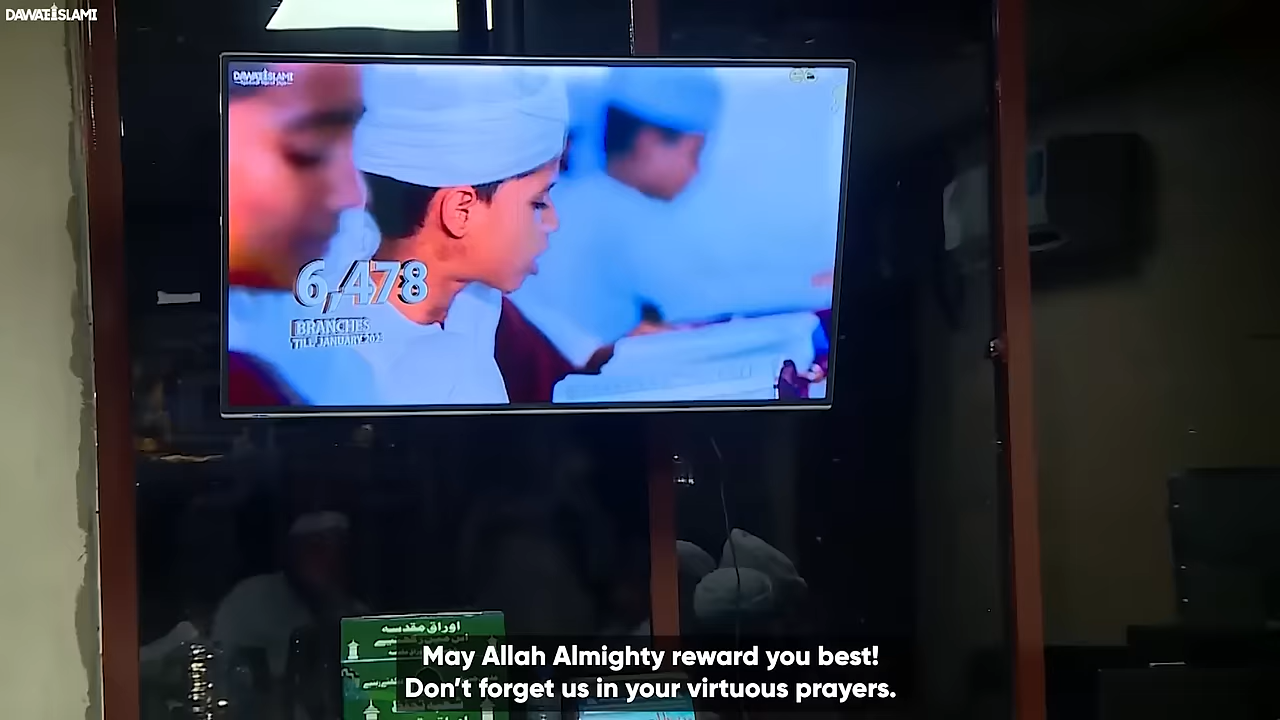 DAWATEISLAMI
DAWATEISLAMI
6,478
BRANCHES
TILL JANUARY
اوراق مقدسہ
May Allah Almighty reward you best!
Don't forget us in your virtuous prayers.